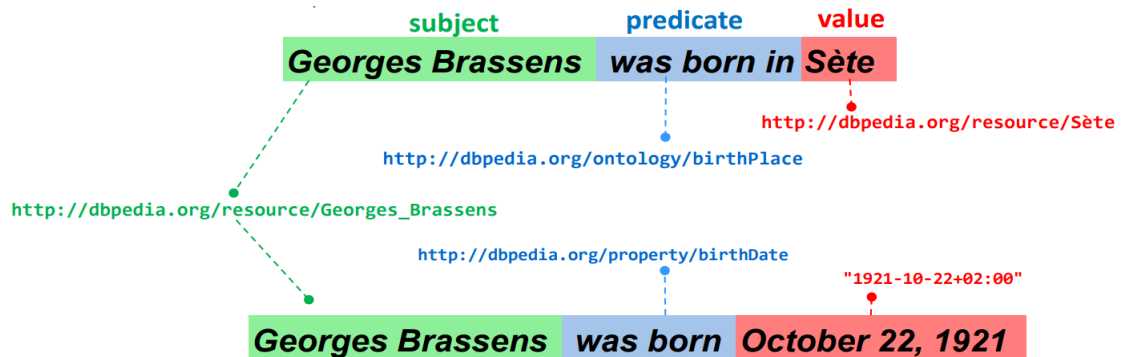 subject predicate value
Georges Brassens was born in Sète
http://dbpedia.org/resource/Sète
http://dbpedia.org/ontology/birthPlace
http://dbpedia.org/resource/Georges_Brassens
http://dbpedia.org/property/birthDate
"1921-10-22+02:00"
Georges Brassens was born October 22, 1921